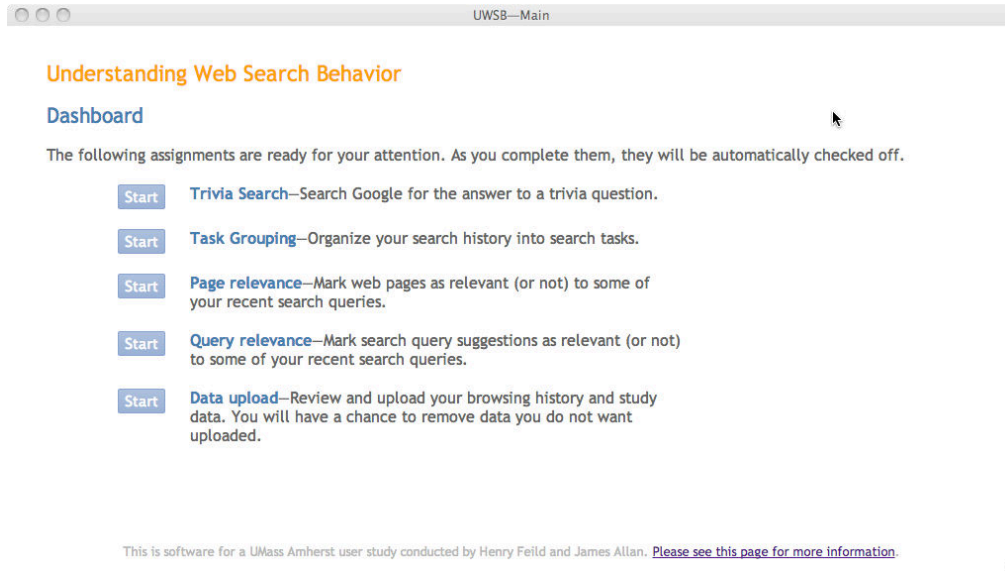 UWSB—Main
Understanding Web Search Behavior
Dashboard
The following assignments are ready for your attention. As you complete them, they will be automatically checked off.
Start Trivia Search—Search Google for the answer to a trivia question.
Start Task Grouping—Organize your search history into search tasks.
Start Page relevance—Mark web pages as relevant (or not) to some of
your recent search queries.
Start Query relevance—Mark search query suggestions as relevant (or not)
to some of your recent search queries.
Start Data upload—Review and upload your browsing history and study
data. You will have a chance to remove data you do not want
uploaded.
This is software for a UMass Amherst user study conducted by Henry Feild and James Allan. Please see this page for more information.